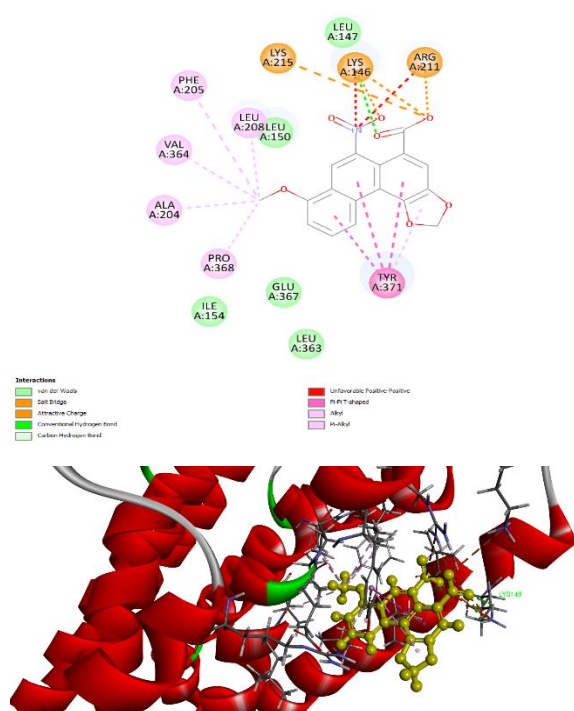 LEU
A:147
LYS
A:215
LYS
A:146
ARG
A:211
PHE
A:205
LEU
A:208
LEU
A:150
VAL
A:364
ALA
A:204
PRO
A:368
TYR
A:371
GLU
A:367
ILE
A:154
LEU
A:363
Interactions
van der Waals
Salt Bridge
Attractive Charge
Conventional Hydrogen Bond
Carbon Hydrogen Bond
Unfavorable Positive-Positive
Pi-Pi T-shaped
Alkyl
Pi-Alkyl